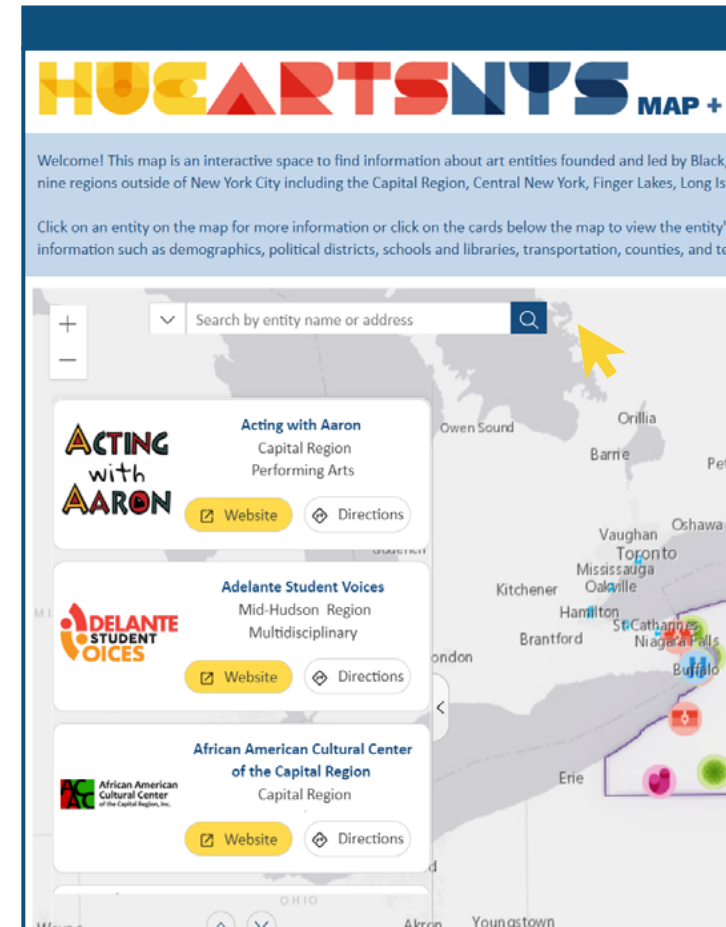 HUEARTSNYS MAP +
Welcome! This map is an interactive space to find information about art entities founded and led by Black,
nine regions outside of New York City including the Capital Region, Central New York, Finger Lakes, Long Is
Click on an entity on the map for more information or click on the cards below the map to view the entity'
information such as demographics, political districts, schools and libraries, transportation, counties, and te
Search by entity name or address
ACTING
with
AARON
Acting with Aaron
Capital Region
Performing Arts
Website
Directions
ADELANTE
STUDENT
VOICES
Adelante Student Voices
Mid-Hudson Region
Multidisciplinary
Website
Directions
African American
Cultural Center
of the Capital Region, Inc.
African American Cultural Center
of the Capital Region
Capital Region
Website
Directions
Owen Sound
Orillia
Barrie
Pet
Vaughan
Oshawa
Toronto
Mississauga
Kitchener
Oakville
Hamilton
St Catharines
Brantford
Niagara Falls
ondon
Buffalo
Erie
OHIO
Akron
Youngstown